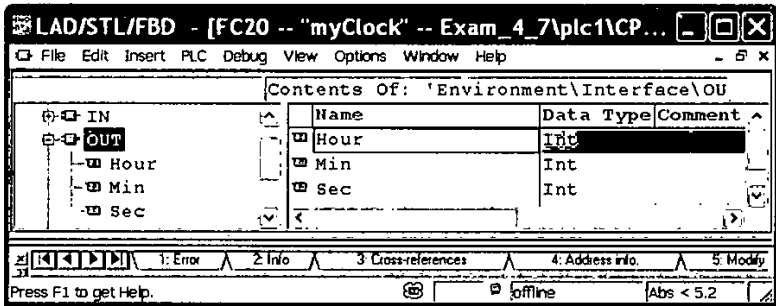 LAD/STL/FBD - [FC20 -- "myClock" -- Exam_4_7\plc1\CP...
File Edit Insert PLC Debug View Options Window Help
Contents Of: 'Environment\Interface\OU
IN
OUT
Hour
Min
Sec
Name Data Type Comment
Hour Int
Min Int
Sec Int
1: Error 2: Info 3: Cross-references 4: Address info. 5: Modify
Press F1 to get Help. offline Abs < 5.2